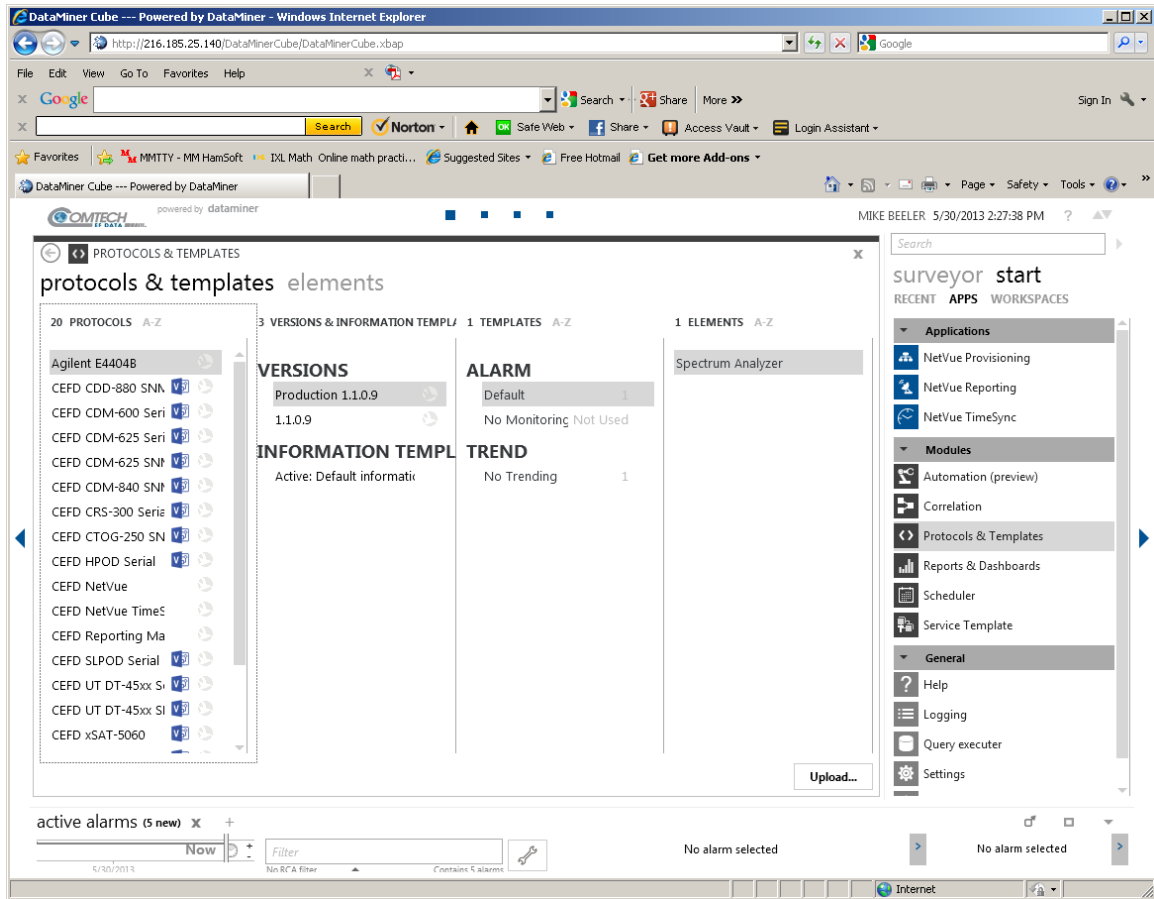 DataMiner Cube --- Powered by DataMiner - Windows Internet Explorer
http://216.185.25.140/DataMinerCube/DataMinerCube.xbap
Google
File Edit View Go To Favorites Help
x Google Search Share More >> Sign In
x Search Norton OK Safe Web Share Access Vault Login Assistant
Favorites MMTTY - MM HamSoft IXL Math Online math practi... Suggested Sites Free Hotmail Get more Add-ons
DataMiner Cube --- Powered by DataMiner
Page Safety Tools
COMTECH EF DATA powered by dataminer
MIKE BEELER 5/30/2013 2:27:38 PM ?
PROTOCOLS & TEMPLATES x
protocols & templates elements
20 PROTOCOLS A-Z
Agilent E4404B
CEFD CDD-880 SNN
CEFD CDM-600 Seri
CEFD CDM-625 Seri
CEFD CDM-625 SNN
CEFD CDM-840 SNN
CEFD CRS-300 Seria
CEFD CTOG-250 SN
CEFD HPOD Serial
CEFD NetVue
CEFD NetVue TimeS
CEFD Reporting Ma
CEFD SLPOD Serial
CEFD UT DT-45xx Se
CEFD UT DT-45xx SI
CEFD xSAT-5060
3 VERSIONS & INFORMATION TEMPLA
VERSIONS
Production 1.1.0.9
1.1.0.9
INFORMATION TEMPL
Active: Default informatic
1 TEMPLATES A-Z
ALARM
Default 1
No Monitoring Not Used
TREND
No Trending 1
1 ELEMENTS A-Z
Spectrum Analyzer
Upload...
Search
surveyor start
RECENT APPS WORKSPACES
Applications
NetVue Provisioning
NetVue Reporting
NetVue TimeSync
Modules
Automation (preview)
Correlation
Protocols & Templates
Reports & Dashboards
Scheduler
Service Template
General
Help
Logging
Query executer
Settings
active alarms (5 new) x +
Now
5/30/2013
Filter
No RCA filter Contains 5 alarms
No alarm selected
No alarm selected
Internet